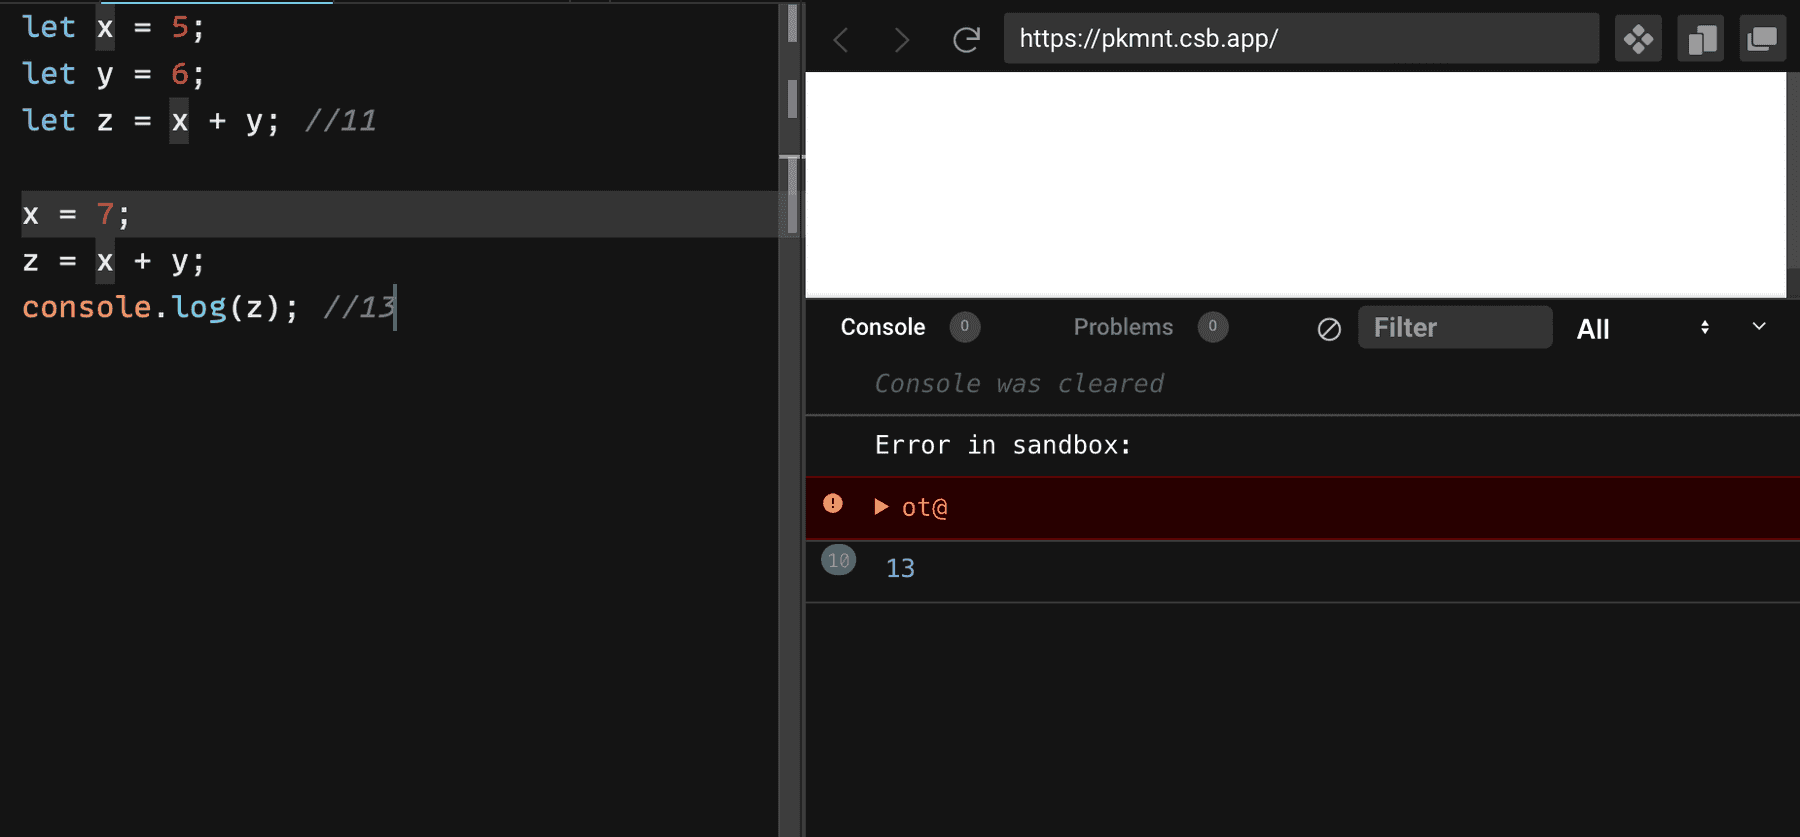 let x = 5;
let y = 6;
let z = x + y; //11
x = 7;
z = x + y;
console.log(z); //13
https://pkmnt.csb.app/
Console 0 Problems 0 Filter All
Console was cleared
Error in sandbox:
ot@
10 13